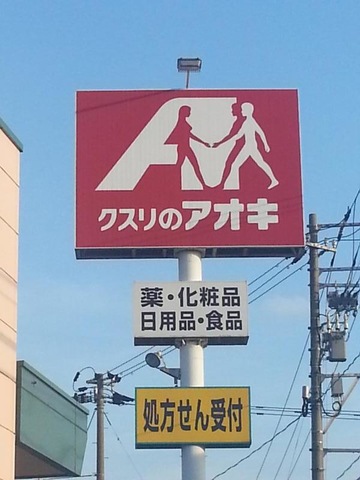 クスリのアオキ
薬・化粧品
日用品・食品
処方せん受付